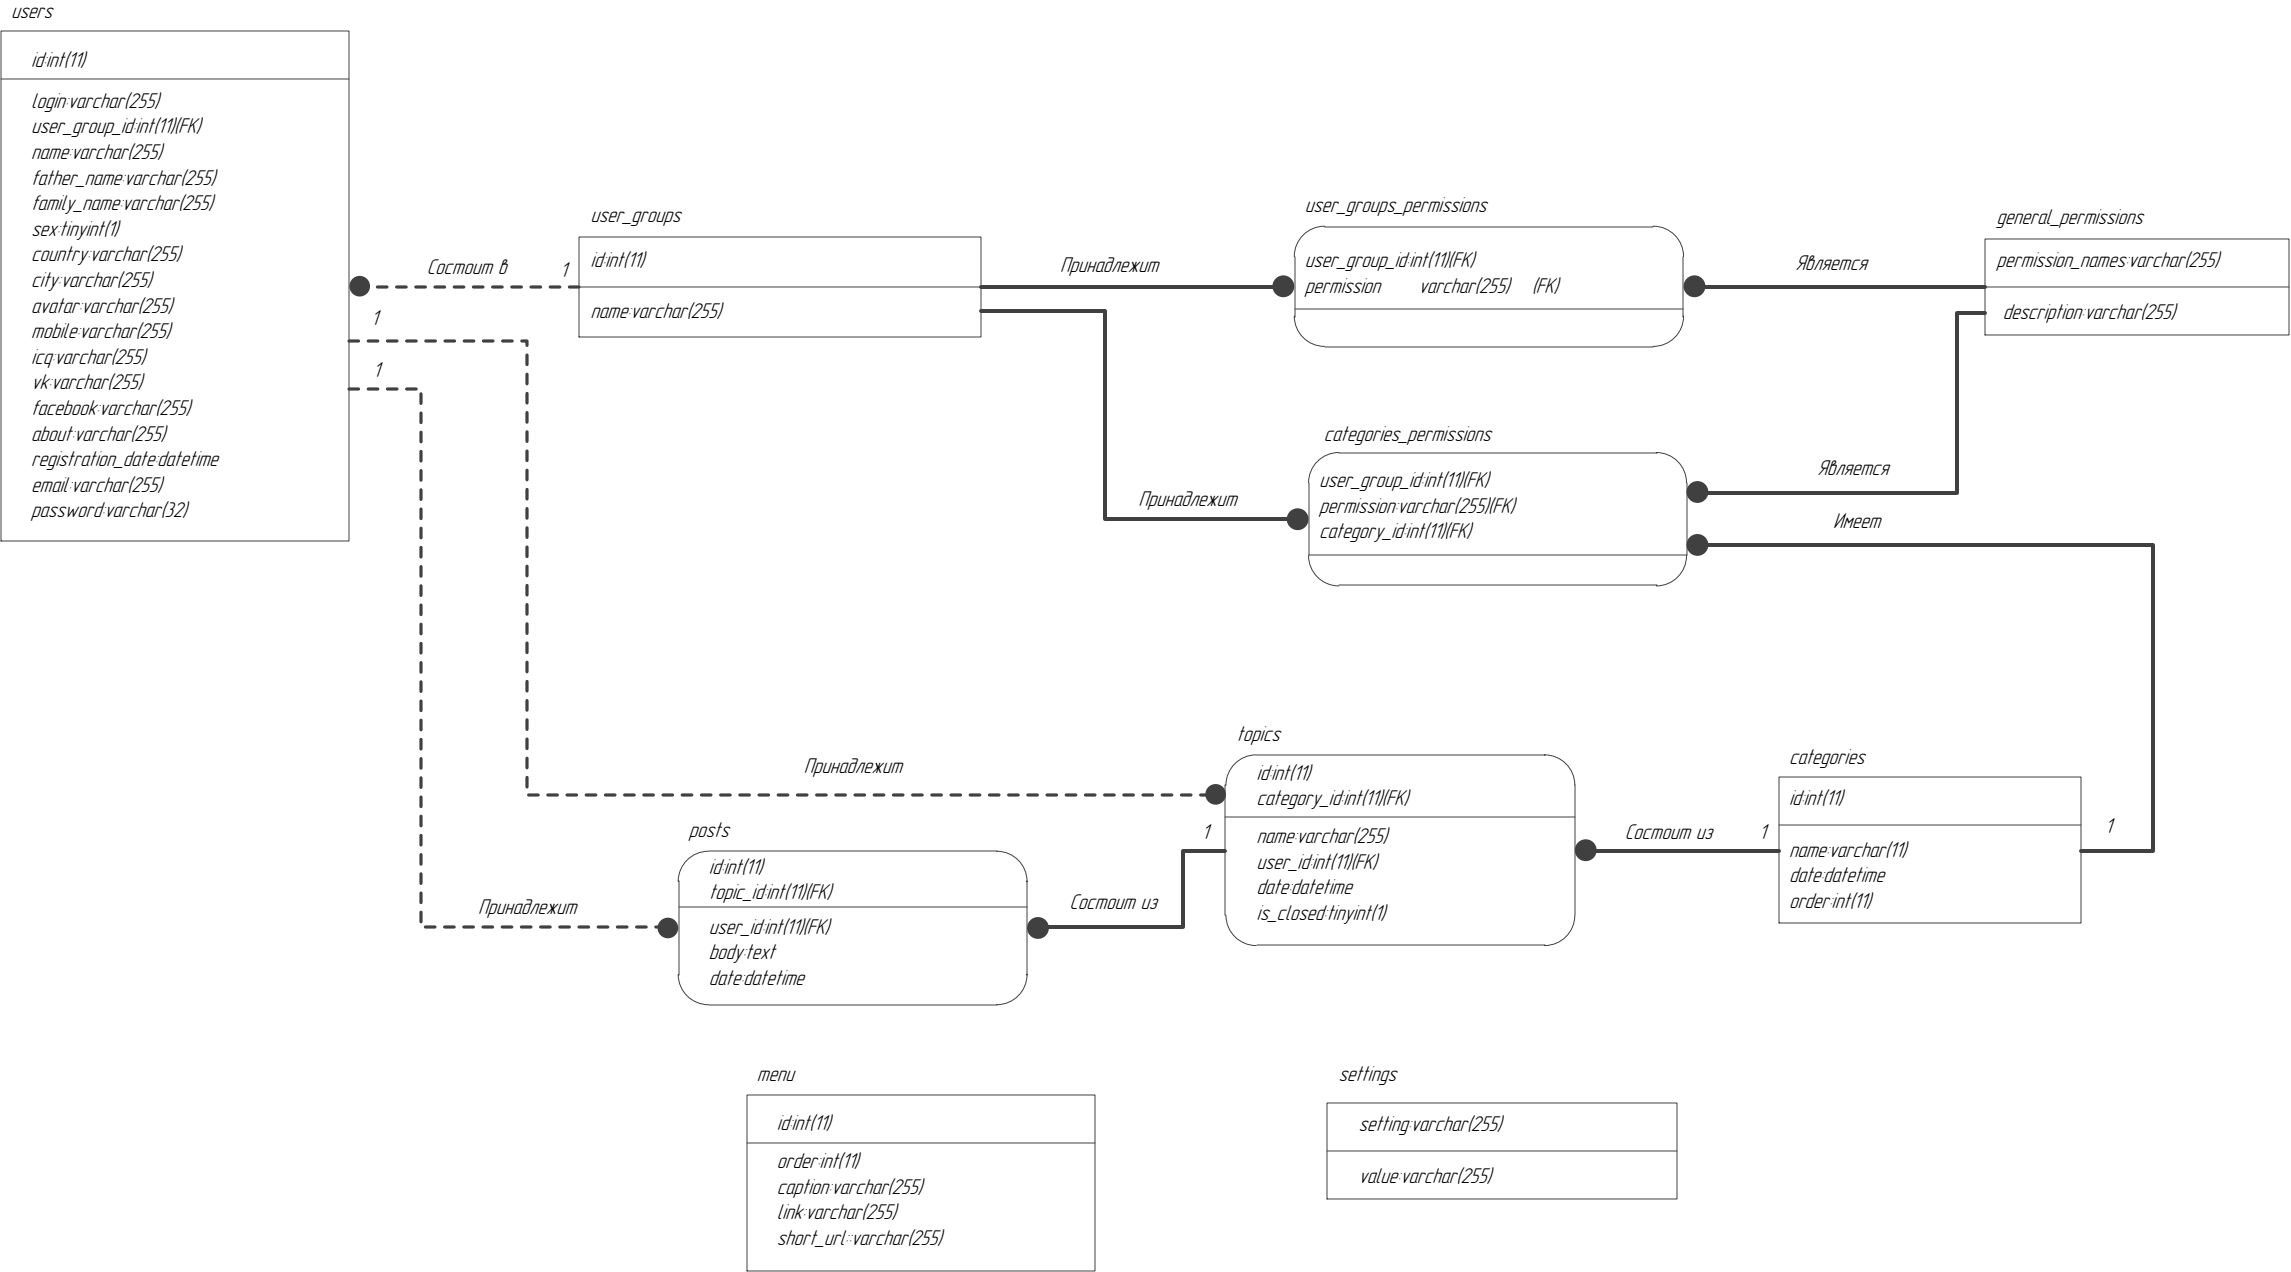 users
id:int(11)
login:varchar(255)
user_group_id:int(11)(FK)
name:varchar(255)
father_name:varchar(255)
family_name:varchar(255)
sex:tinyint(1)
country:varchar(255)
city:varchar(255)
avatar:varchar(255)
mobile:varchar(255)
icq:varchar(255)
vk:varchar(255)
facebook:varchar(255)
about:varchar(255)
registration_date:datetime
email:varchar(255)
password:varchar(32)
Состоит в
1
1
1
user_groups
id:int(11)
name:varchar(255)
Принадлежит
user_groups_permissions
user_group_id:int(11)(FK)
permission varchar(255) (FK)
Является
general_permissions
permission_names:varchar(255)
description:varchar(255)
Принадлежит
categories_permissions
user_group_id:int(11)(FK)
permission:varchar(255)(FK)
category_id:int(11)(FK)
Является
Имеет
Принадлежит
topics
id:int(11)
category_id:int(11)(FK)
name:varchar(255)
user_id:int(11)(FK)
date:datetime
is_closed:tinyint(1)
1
Состоит из
1
categories
id:int(11)
name:varchar(11)
date:datetime
order:int(11)
1
Принадлежит
posts
id:int(11)
topic_id:int(11)(FK)
user_id:int(11)(FK)
body:text
date:datetime
Состоит из
menu
id:int(11)
order:int(11)
caption:varchar(255)
link:varchar(255)
short_url::varchar(255)
settings
setting:varchar(255)
value:varchar(255)